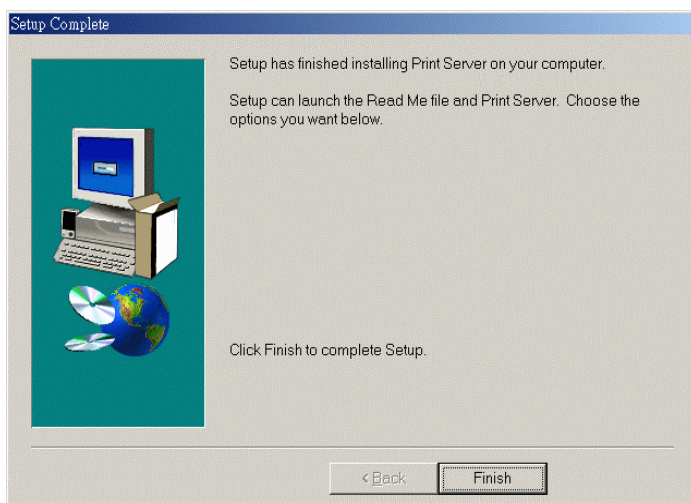 Setup Complete
Setup has finished installing Print Server on your computer.
Setup can launch the Read Me file and Print Server.  Choose the
options you want below.
Click Finish to complete Setup.
< Back
Finish